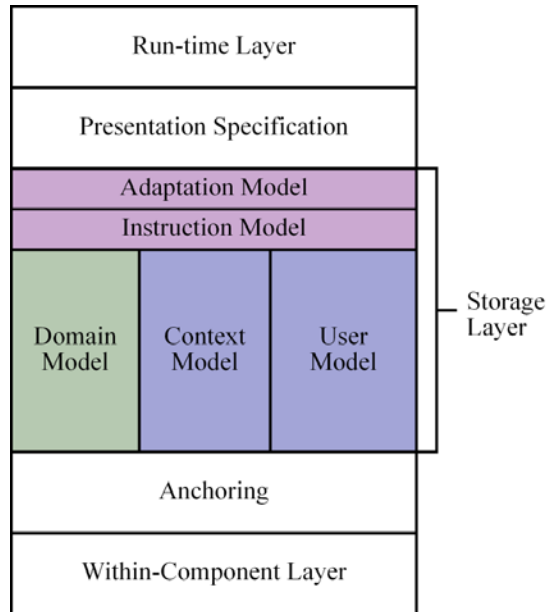 Run-time Layer
Presentation Specification
Adaptation Model
Instruction Model
Domain
Model
Context
Model
User
Model
Storage
Layer
Anchoring
Within-Component Layer